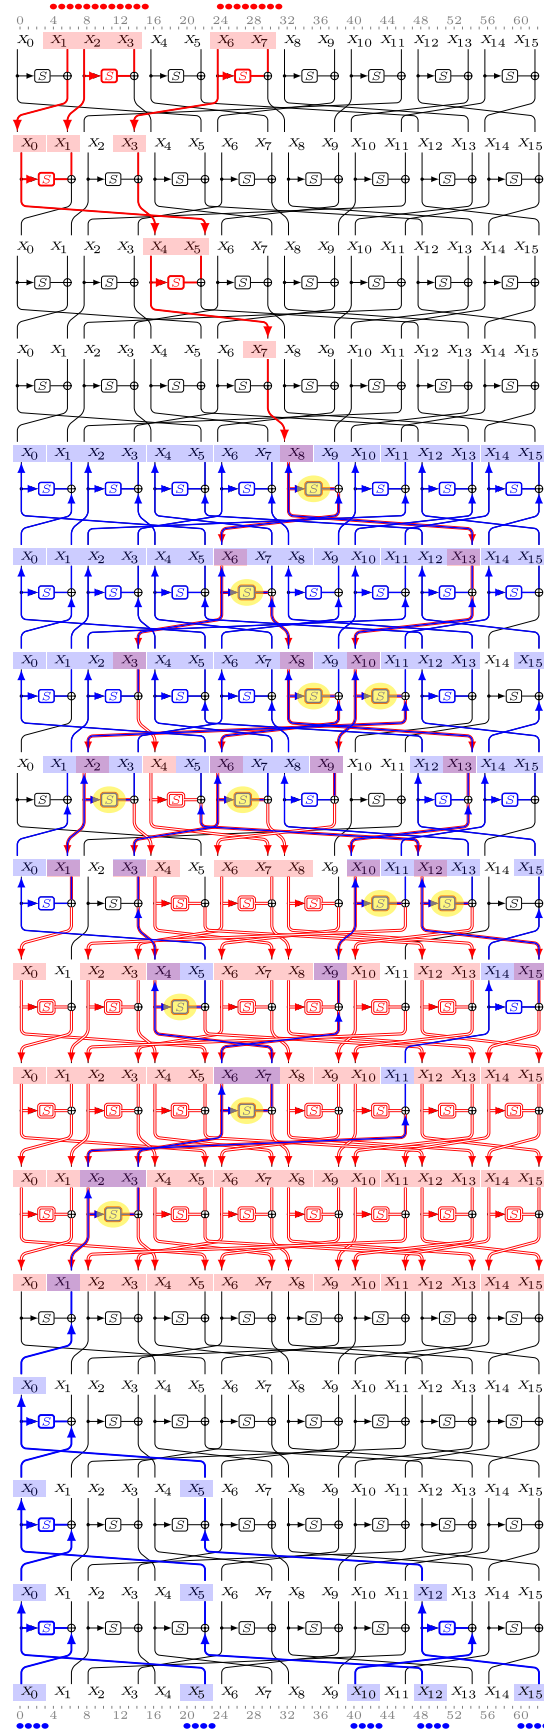 0 4 8 12 16 20 24 28 32 36 40 44 48 52 56 60
X₀ X₁ X₂ X₃ X₄ X₅ X₆ X₇ X₈ X₉ X₁₀ X₁₁ X₁₂ X₁₃ X₁₄ X₁₅
S S S S S S S S
X₀ X₁ X₂ X₃ X₄ X₅ X₆ X₇ X₈ X₉ X₁₀ X₁₁ X₁₂ X₁₃ X₁₄ X₁₅
S S S S S S S S
X₀ X₁ X₂ X₃ X₄ X₅ X₆ X₇ X₈ X₉ X₁₀ X₁₁ X₁₂ X₁₃ X₁₄ X₁₅
S S S S S S S S
X₀ X₁ X₂ X₃ X₄ X₅ X₆ X₇ X₈ X₉ X₁₀ X₁₁ X₁₂ X₁₃ X₁₄ X₁₅
S S S S S S S S
X₀ X₁ X₂ X₃ X₄ X₅ X₆ X₇ X₈ X₉ X₁₀ X₁₁ X₁₂ X₁₃ X₁₄ X₁₅
S S S S S S S S
X₀ X₁ X₂ X₃ X₄ X₅ X₆ X₇ X₈ X₉ X₁₀ X₁₁ X₁₂ X₁₃ X₁₄ X₁₅
S S S S S S S S
X₀ X₁ X₂ X₃ X₄ X₅ X₆ X₇ X₈ X₉ X₁₀ X₁₁ X₁₂ X₁₃ X₁₄ X₁₅
S S S S S S S S
X₀ X₁ X₂ X₃ X₄ X₅ X₆ X₇ X₈ X₉ X₁₀ X₁₁ X₁₂ X₁₃ X₁₄ X₁₅
S S S S S S S S
X₀ X₁ X₂ X₃ X₄ X₅ X₆ X₇ X₈ X₉ X₁₀ X₁₁ X₁₂ X₁₃ X₁₄ X₁₅
S S S S S S S S
X₀ X₁ X₂ X₃ X₄ X₅ X₆ X₇ X₈ X₉ X₁₀ X₁₁ X₁₂ X₁₃ X₁₄ X₁₅
S S S S S S S S
X₀ X₁ X₂ X₃ X₄ X₅ X₆ X₇ X₈ X₉ X₁₀ X₁₁ X₁₂ X₁₃ X₁₄ X₁₅
S S S S S S S S
X₀ X₁ X₂ X₃ X₄ X₅ X₆ X₇ X₈ X₉ X₁₀ X₁₁ X₁₂ X₁₃ X₁₄ X₁₅
S S S S S S S S
X₀ X₁ X₂ X₃ X₄ X₅ X₆ X₇ X₈ X₉ X₁₀ X₁₁ X₁₂ X₁₃ X₁₄ X₁₅
S S S S S S S S
X₀ X₁ X₂ X₃ X₄ X₅ X₆ X₇ X₈ X₉ X₁₀ X₁₁ X₁₂ X₁₃ X₁₄ X₁₅
S S S S S S S S
X₀ X₁ X₂ X₃ X₄ X₅ X₆ X₇ X₈ X₉ X₁₀ X₁₁ X₁₂ X₁₃ X₁₄ X₁₅
S S S S S S S S
X₀ X₁ X₂ X₃ X₄ X₅ X₆ X₇ X₈ X₉ X₁₀ X₁₁ X₁₂ X₁₃ X₁₄ X₁₅
S S S S S S S S
X₀ X₁ X₂ X₃ X₄ X₅ X₆ X₇ X₈ X₉ X₁₀ X₁₁ X₁₂ X₁₃ X₁₄ X₁₅
0 4 8 12 16 20 24 28 32 36 40 44 48 52 56 60